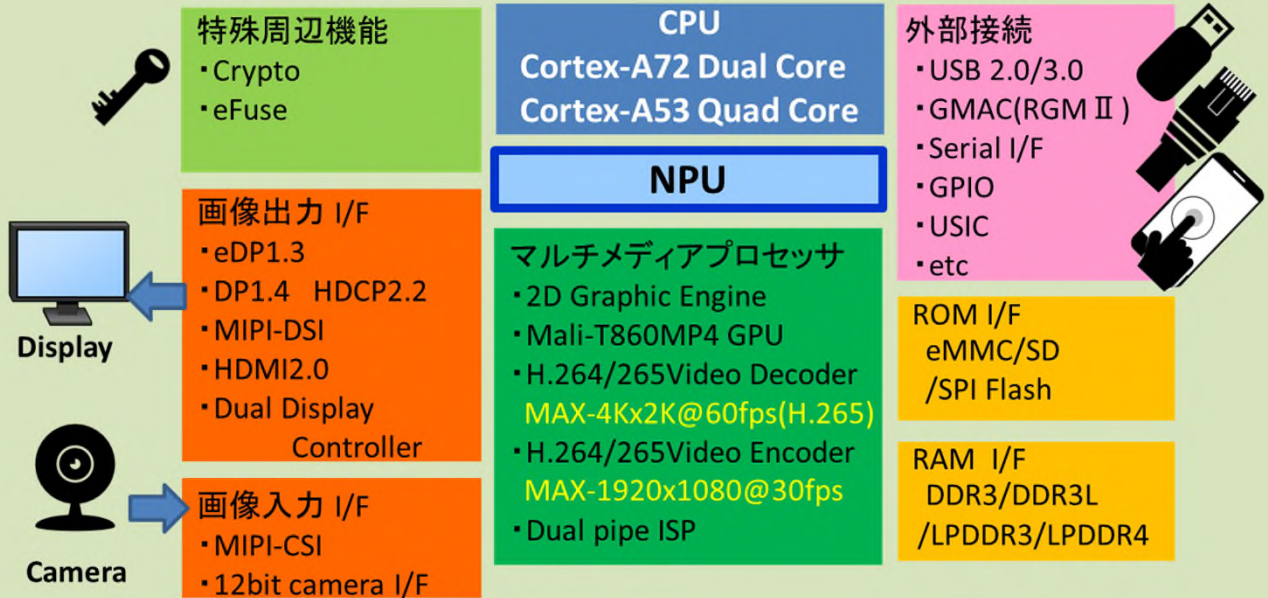 特殊周辺機能
・Crypto
・eFuse
CPU
Cortex-A72 Dual Core
Cortex-A53 Quad Core
NPU
外部接続
・USB 2.0/3.0
・GMAC(RGMⅡ)
・Serial I/F
・GPIO
・USIC
・etc
画像出力 I/F
・eDP1.3
・DP1.4 HDCP2.2
・MIPI-DSI
・HDMI2.0
・Dual Display
Controller
Display
マルチメディアプロセッサ
・2D Graphic Engine
・Mali-T860MP4 GPU
・H.264/265Video Decoder
MAX-4Kx2K@60fps(H.265)
・H.264/265Video Encoder
MAX-1920x1080@30fps
・Dual pipe ISP
ROM I/F
eMMC/SD
/SPI Flash
RAM I/F
DDR3/DDR3L
/LPDDR3/LPDDR4
画像入力 I/F
・MIPI-CSI
・12bit camera I/F
Camera